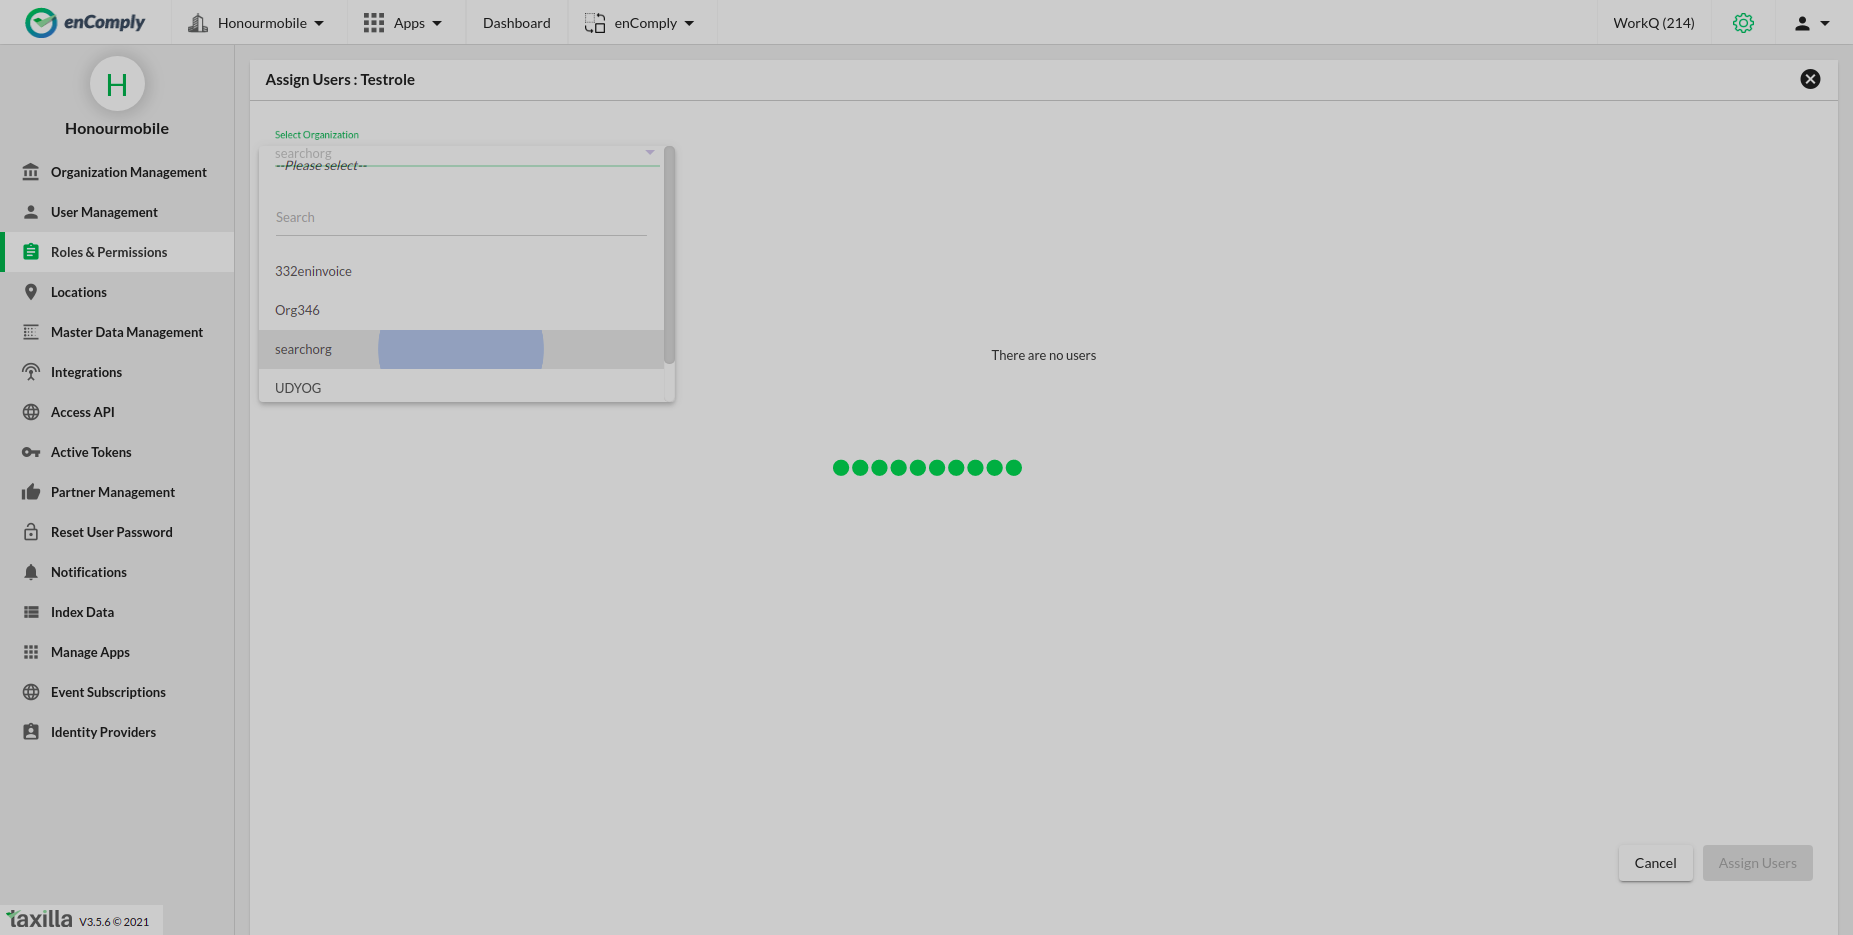 enComply
Honourmobile
Apps
Dashboard
enComply
WorkQ (214)
H
Honourmobile
Organization Management
User Management
Roles & Permissions
Locations
Master Data Management
Integrations
Access API
Active Tokens
Partner Management
Reset User Password
Notifications
Index Data
Manage Apps
Event Subscriptions
Identity Providers
taxilla V3.5.6 © 2021
Assign Users : Testrole
Select Organization
searchorg
--Please select--
Search
332eninvoice
Org346
searchorg
UDYOG
There are no users
Cancel
Assign Users